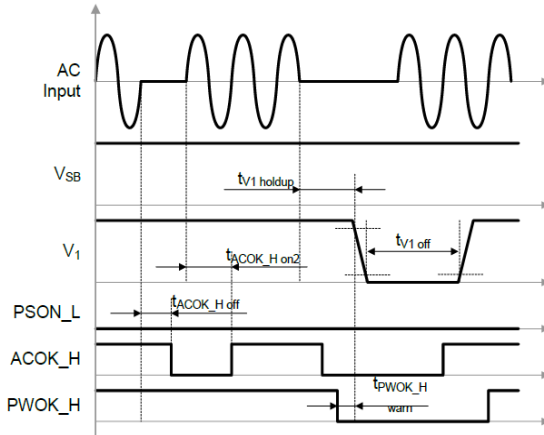 AC
Input
VSB
tV1 holdup
V1
tV1 off
tACOK_H on2
tACOK_H off
PSON_L
ACOK_H
tPWOK_H
warn
PWOK_H